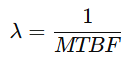 λ = 1 / MTBF